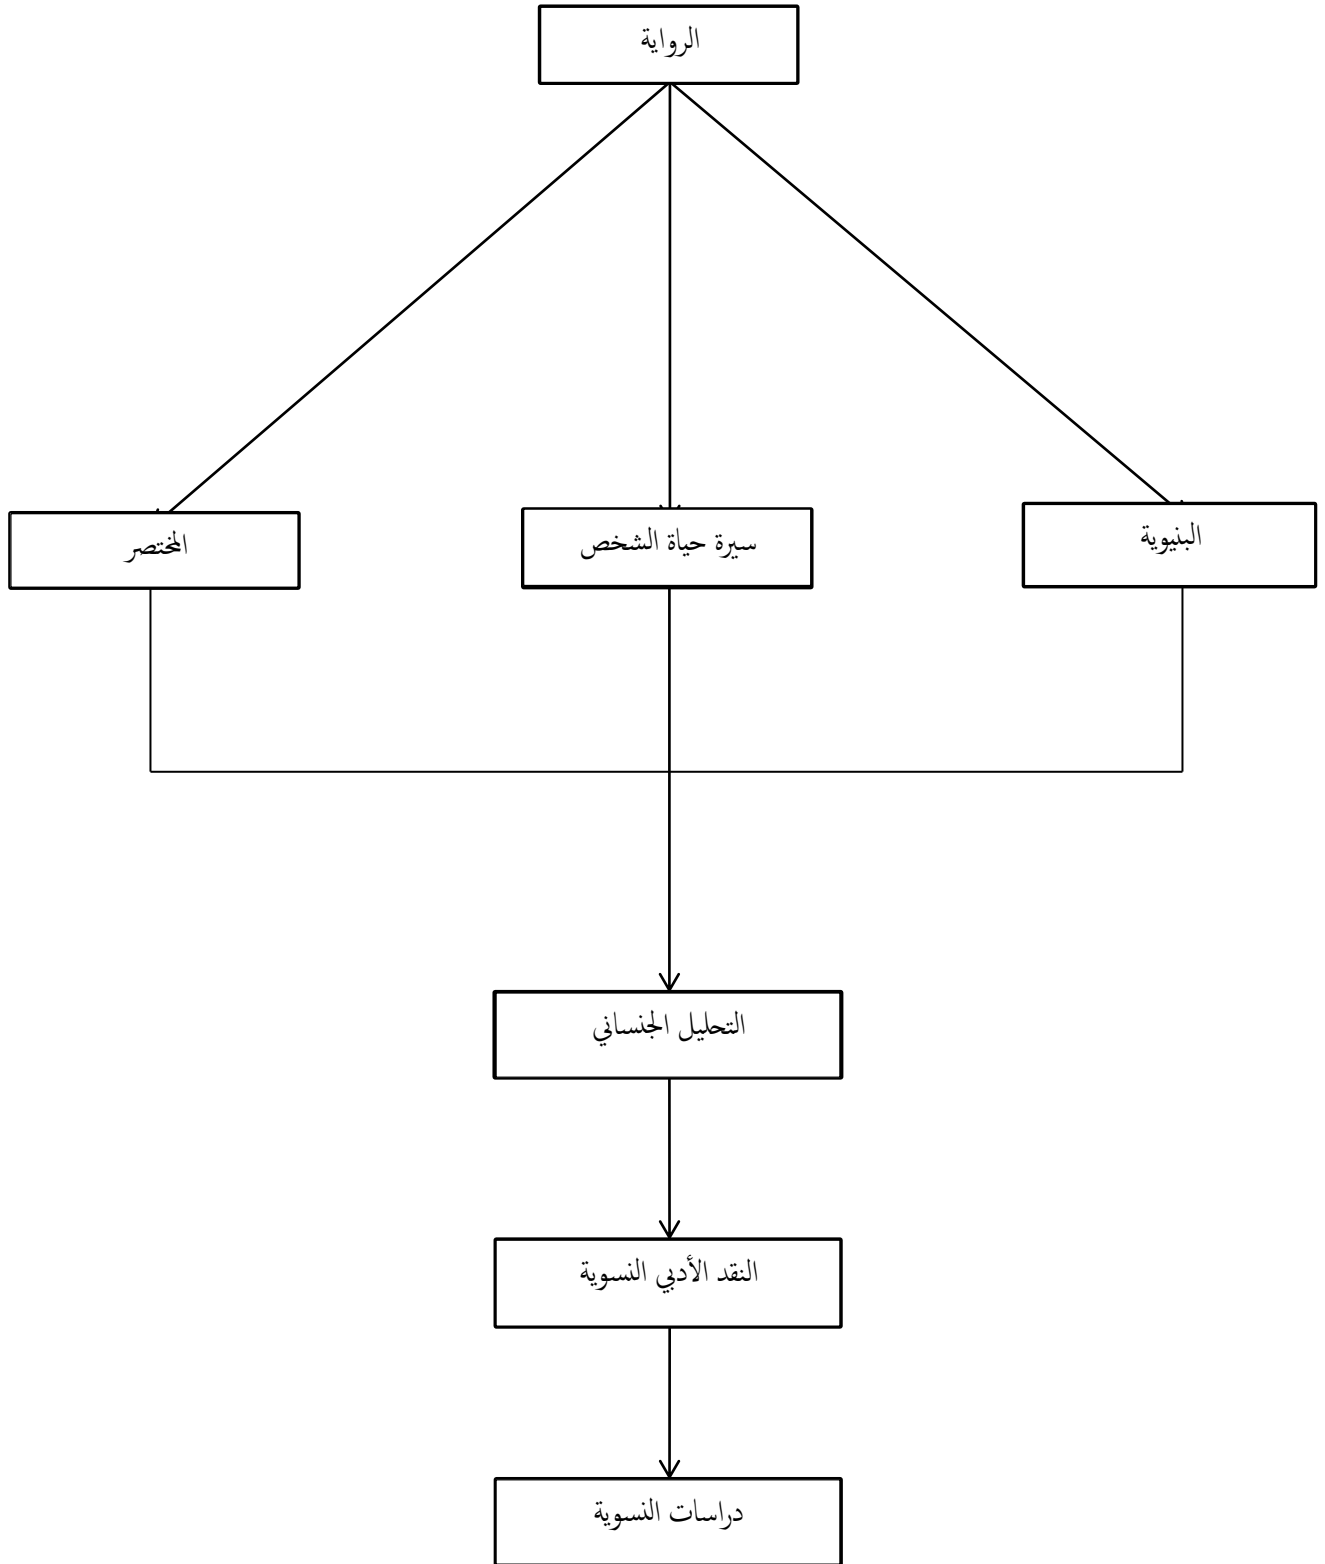 الرواية
البنيوية
سيرة حياة الشخص
المختصر
التحليل الجنساني
النقد الأدبي النسوية
دراسات النسوية